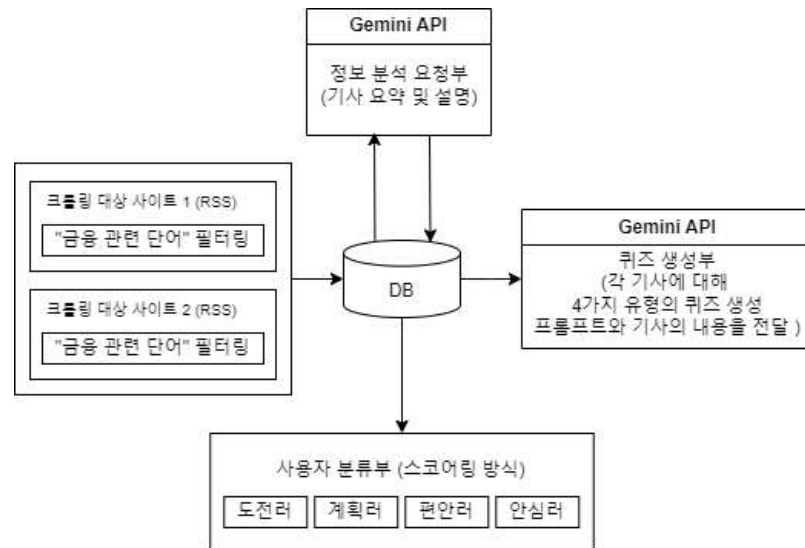 Gemini API
정보 분석 요청부
(기사 요약 및 설명)
크롤링 대상 사이트 1 (RSS)
"금융 관련 단어" 필터링
크롤링 대상 사이트 2 (RSS)
"금융 관련 단어" 필터링
DB
Gemini API
퀴즈 생성부
(각 기사에 대해
4가지 유형의 퀴즈 생성
프롬프트와 기사의 내용을 전달 )
사용자 분류부 (스코어링 방식)
도전러
계획러
편안러
안심러